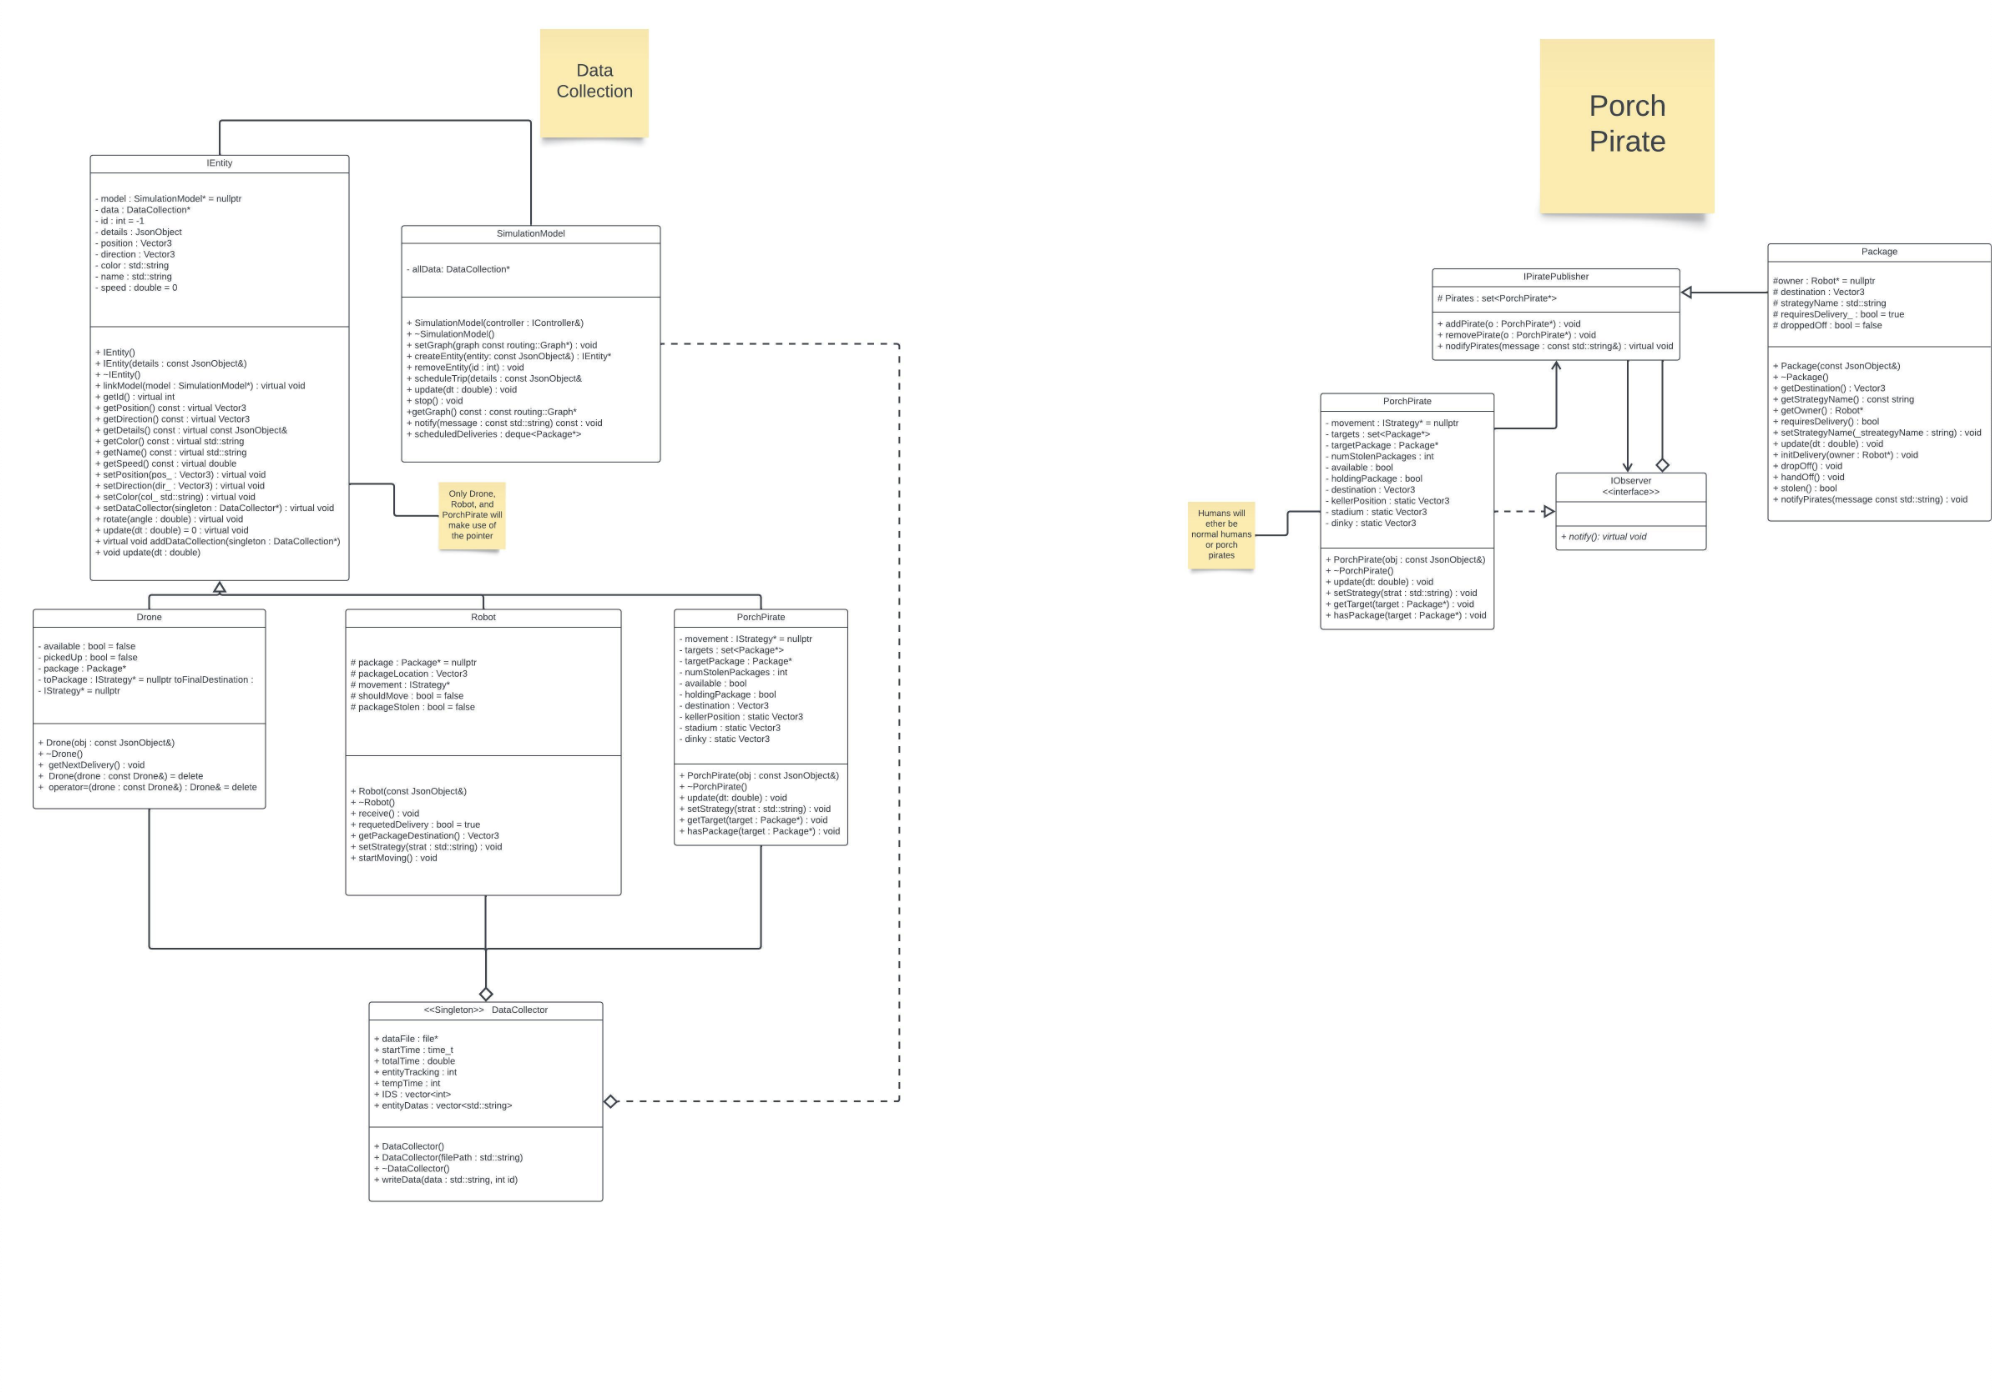 Data
Collection
IEntity
- model : SimulationModel* = nullptr
- data : DataCollection*
- id : int = -1
- details : JsonObject
- position : Vector3
- direction : Vector3
- color : std::string
- name : std::string
- speed : double = 0
+ IEntity()
+ IEntity(details : const JsonObject&)
+ ~IEntity()
+ linkModel(model : SimulationModel*) : virtual void
+ getId() : virtual int
+ getPosition() const : virtual Vector3
+ getDirection() const : virtual Vector3
+ getDetails() const : virtual const JsonObject&
+ getColor() const : virtual std::string
+ getName() const : virtual std::string
+ getSpeed() const : virtual double
+ setPosition(pos_ : Vector3) : virtual void
+ setDirection(dir_ : Vector3) : virtual void
+ setColor(col_ std::string) : virtual void
+ setDataCollector(singleton : DataCollector*) : virtual void
+ rotate(angle : double) : virtual void
+ update(dt : double) = 0 : virtual void
+ virtual void addDataCollection(singleton : DataCollection*)
+ void update(dt : double)
SimulationModel
- allData: DataCollection*
+ SimulationModel(controller : IController&)
+ ~SimulationModel()
+ setGraph(graph const routing::Graph*) : void
+ createEntity(entity: const JsonObject&) : IEntity*
+ removeEntity(id : int) : void
+ scheduleTrip(details : const JsonObject&
+ update(dt : double) : void
+ stop() : void
+getGraph() const : const routing::Graph*
+ notify(message : const std::string) const : void
+ scheduledDeliveries : deque<Package*>
Only Drone,
Robot, and
PorchPirate will
make use of
the pointer
Drone
- available : bool = false
- pickedUp : bool = false
- package : Package*
- toPackage : IStrategy* = nullptr toFinalDestination :
- IStrategy* = nullptr
+ Drone(obj : const JsonObject&)
+ ~Drone()
+ getNextDelivery() : void
+ Drone(drone : const Drone&) = delete
+ operator=(drone : const Drone&) : Drone& = delete
Robot
# package : Package* = nullptr
# packageLocation : Vector3
# movement : IStrategy*
# shouldMove : bool = false
# packageStolen : bool = false
+ Robot(const JsonObject&)
+ ~Robot()
+ receive() : void
+ requetedDelivery : bool = true
+ getPackageDestination() : Vector3
+ setStrategy(strat : std::string) : void
+ startMoving() : void
PorchPirate
- movement : IStrategy* = nullptr
- targets : set<Package*>
- targetPackage : Package*
- numStolenPackages : int
- available : bool
- holdingPackage : bool
- destination : Vector3
- kellerPosition : static Vector3
- stadium : static Vector3
- dinky : static Vector3
+ PorchPirate(obj : const JsonObject&)
+ ~PorchPirate()
+ update(dt: double) : void
+ setStrategy(strat : std::string) : void
+ getTarget(target : Package*) : void
+ hasPackage(target : Package*) : void
<<Singleton>> DataCollector
+ dataFile : file*
+ startTime : time_t
+ totalTime : double
+ entityTracking : int
+ tempTime : int
+ IDS : vector<int>
+ entityDatas : vector<std::string>
+ DataCollector()
+ DataCollector(filePath : std::string)
+ ~DataCollector()
+ writeData(data : std::string, int id)
Porch
Pirate
IPiratePublisher
# Pirates : set<PorchPirate*>
+ addPirate(o : PorchPirate*) : void
+ removePirate(o : PorchPirate*) : void
+ nodifyPirates(message : const std::string&) : virtual void
Package
#owner : Robot* = nullptr
# destination : Vector3
# strategyName : std::string
# requiresDelivery_ : bool = true
# droppedOff : bool = false
+ Package(const JsonObject&)
+ ~Package()
+ getDestination() : Vector3
+ getStrategyName() : const string
+ getOwner() : Robot*
+ requiresDelivery() : bool
+ setStrategyName(_streategyName : string) : void
+ update(dt : double) : void
+ initDelivery(owner : Robot*) : void
+ dropOff() : void
+ handOff() : void
+ stolen() : bool
+ notifyPirates(message const std::string) : void
PorchPirate
- movement : IStrategy* = nullptr
- targets : set<Package*>
- targetPackage : Package*
- numStolenPackages : int
- available : bool
- holdingPackage : bool
- destination : Vector3
- kellerPosition : static Vector3
- stadium : static Vector3
- dinky : static Vector3
+ PorchPirate(obj : const JsonObject&)
+ ~PorchPirate()
+ update(dt: double) : void
+ setStrategy(strat : std::string) : void
+ getTarget(target : Package*) : void
+ hasPackage(target : Package*) : void
IObserver
<<interface>>
+ notify(): virtual void
Humans will
ether be
normal humans
or porch
pirates